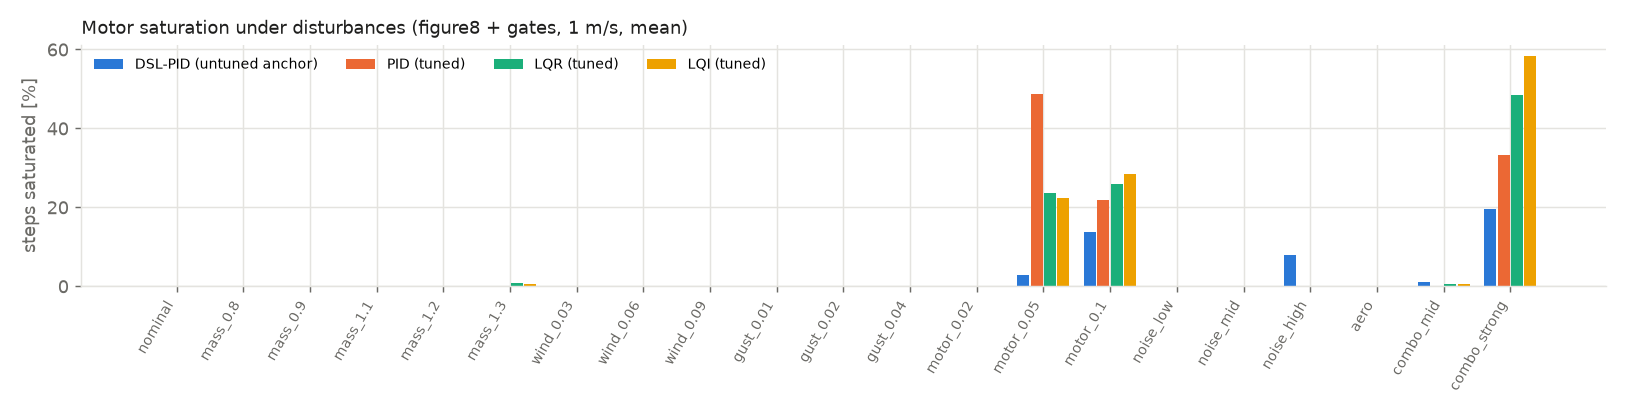 Motor saturation under disturbances (figure8 + gates, 1 m/s, mean)
DSL-PID (untuned anchor) PID (tuned) LQR (tuned) LQI (tuned)
steps saturated [%]
60
40
20
0
nominal
mass_0.8
mass_0.9
mass_1.1
mass_1.2
mass_1.3
wind_0.03
wind_0.06
wind_0.09
gust_0.01
gust_0.02
gust_0.04
motor_0.02
motor_0.05
motor_0.1
noise_low
noise_mid
noise_high
aero
combo_mid
combo_strong